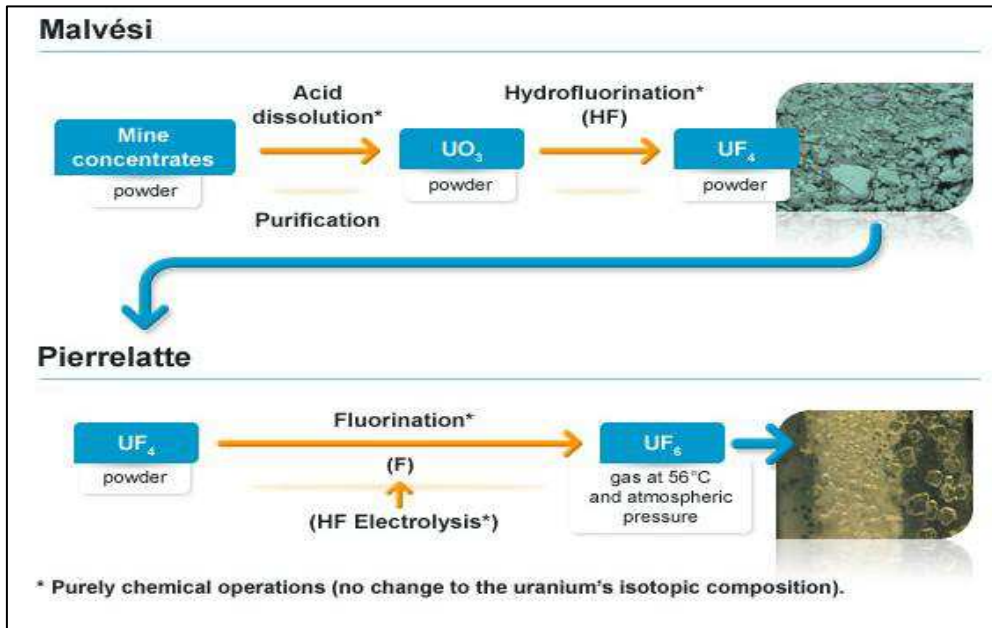 Malvési
Acid
dissolution*
Hydrofluorination*
(HF)
Mine
concentrates
powder
UO₃
powder
UF₄
powder
Purification
Pierrelatte
Fluorination*
UF₄
powder
(F)
(HF Electrolysis*)
UF₆
gas at 56°C
and atmospheric
pressure
* Purely chemical operations (no change to the uranium's isotopic composition).